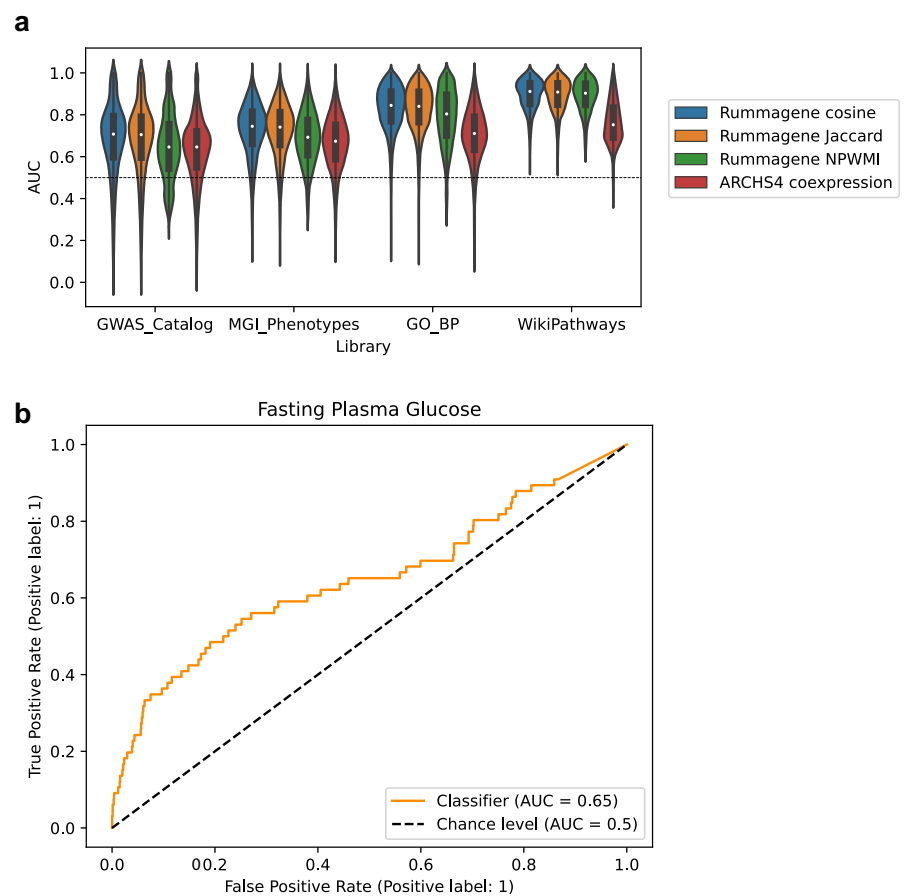 a
1.0
0.8
0.6
0.4
0.2
0.0
AUC
GWAS_Catalog MGI_Phenotypes GO_BP WikiPathways
Library
Rummagene cosine
Rummagene Jaccard
Rummagene NPWMI
ARCHS4 coexpression
b
Fasting Plasma Glucose
1.0
0.8
0.6
0.4
0.2
0.0
True Positive Rate (Positive label: 1)
Classifier (AUC = 0.65)
Chance level (AUC = 0.5)
0.0 00.2 0.4 0.6 0.8 1.0
False Positive Rate (Positive label: 1)